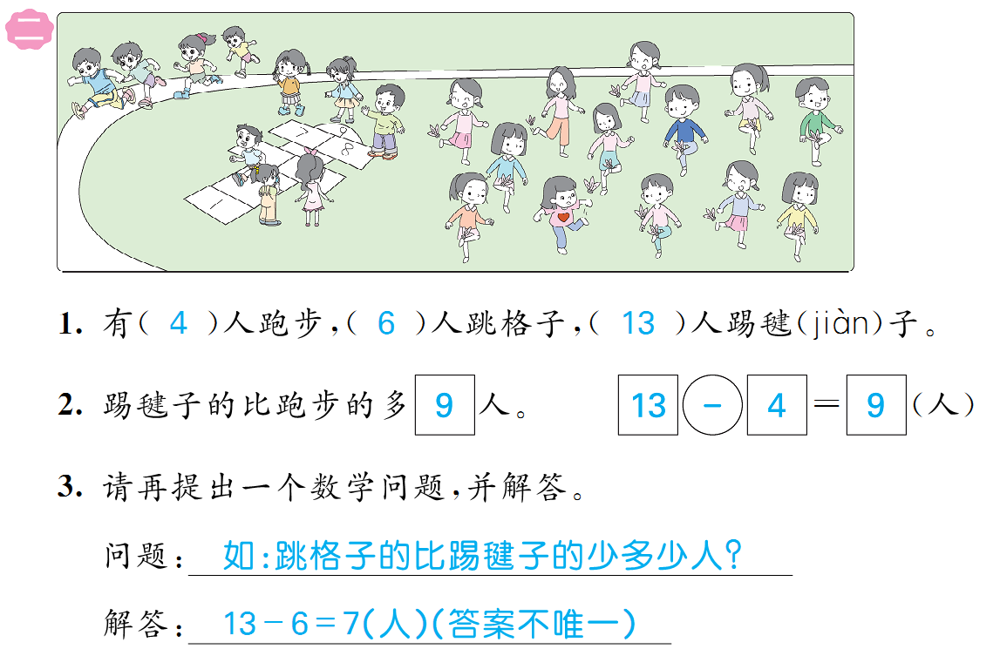 二
1 7 8
1. 有( 4 )人跑步,( 6 )人跳格子,( 13 )人踢毽(jiàn)子。
2. 踢毽子的比跑步的多 9 人。 13 - 4 = 9 (人)
3. 请再提出一个数学问题,并解答。
问题: 如:跳格子的比踢毽子的少多少人?
解答: 13-6=7(人)(答案不唯一)